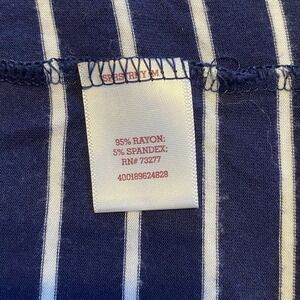 95% RAYON:
5% SPANDEX:
RN# 73277
400189624828